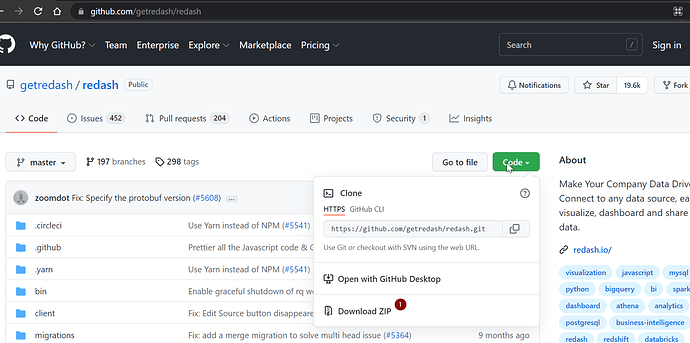 github.com/getredash/redash
Why GitHub? Team Enterprise Explore Marketplace Pricing Search / Sign in
getredash / redash Public Notifications Star 19.6k Fork
Code Issues 452 Pull requests 204 Actions Projects Security 1 Insights
master 197 branches 298 tags Go to file Code About
zoomdot Fix: Specify the protobuf version (#5608) ...
Make Your Company Data
Connect to any data source,
visualize, dashboard and share
data.
redash.io/
visualization javascript mysql
python bigquery bi
dashboard athena analytics
postgresql business-intelligence
redash redshift databricks
Clone
HTTPS GitHub CLI
https://github.com/getredash/redash.git
Use Git or checkout with SVN using the web URL.
Open with GitHub Desktop
Download ZIP 1
.circleci Use Yarn instead of NPM (#5541)
.github Prettier all the Javascript code &
.yarn Use Yarn instead of NPM (#5541)
bin Enable graceful shutdown of rq
client Fix: Edit Source button
migrations Fix: add a merge migration to solve multi head issue (#5364) 9 months ago